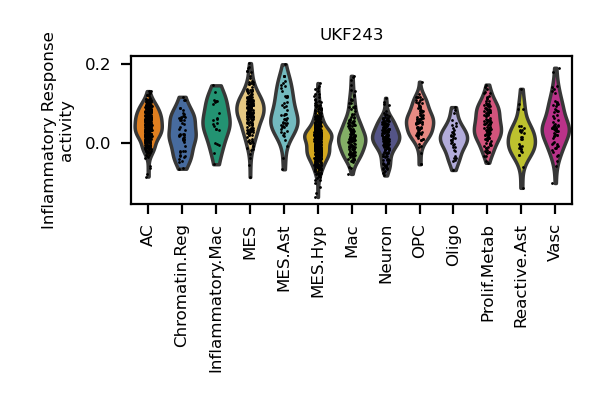 UKF243
Inflammatory Response
activity
0.2
0.0
AC
Chromatin.Reg
Inflammatory.Mac
MES
MES.Ast
MES.Hyp
Mac
Neuron
OPC
Oligo
Prolif.Metab
Reactive.Ast
Vasc